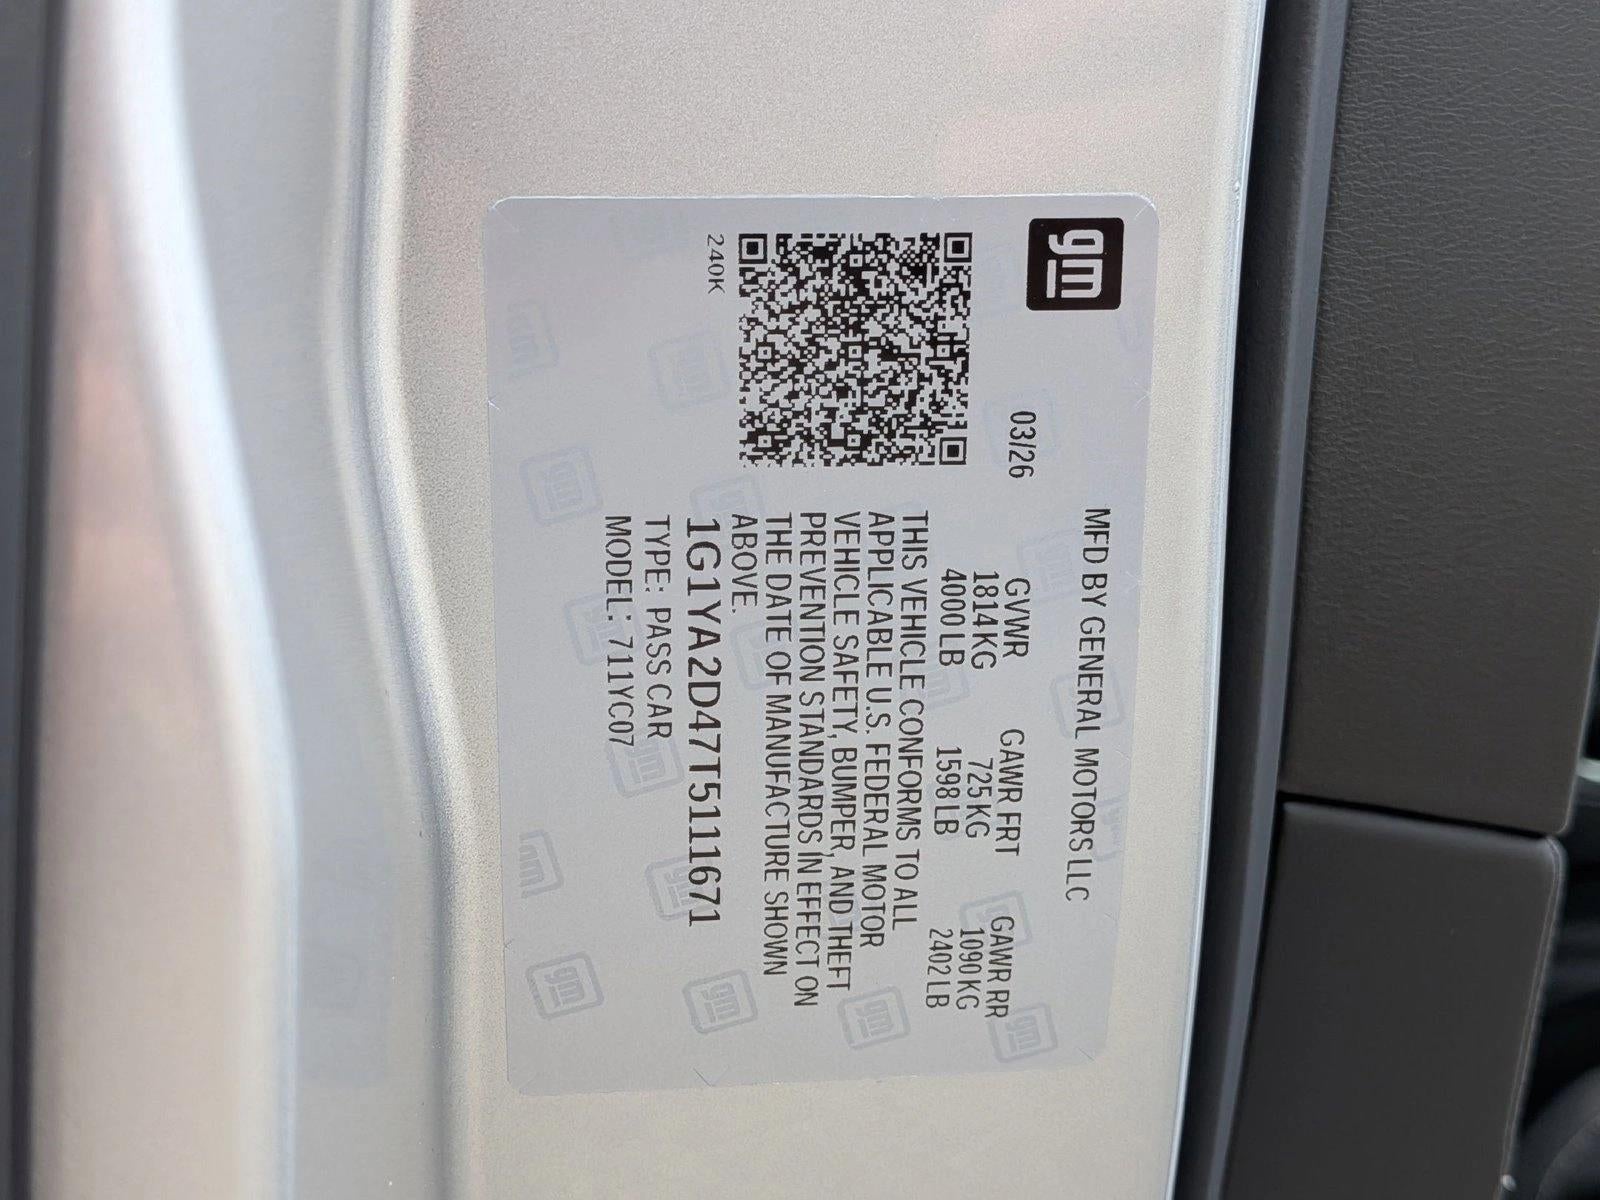 gm
MFD BY GENERAL MOTORS LLC
03/26
GVWR GAWR FRT GAWR RR
1814KG 725KG 1090KG
4000LB 1598LB 2402LB
THIS VEHICLE CONFORMS TO ALL
APPLICABLE U.S. FEDERAL MOTOR
VEHICLE SAFETY, BUMPER, AND THEFT
PREVENTION STANDARDS IN EFFECT ON
THE DATE OF MANUFACTURE SHOWN
ABOVE.
1G1YA2D47T5111671
TYPE: PASS CAR
MODEL: 711YC07
240K